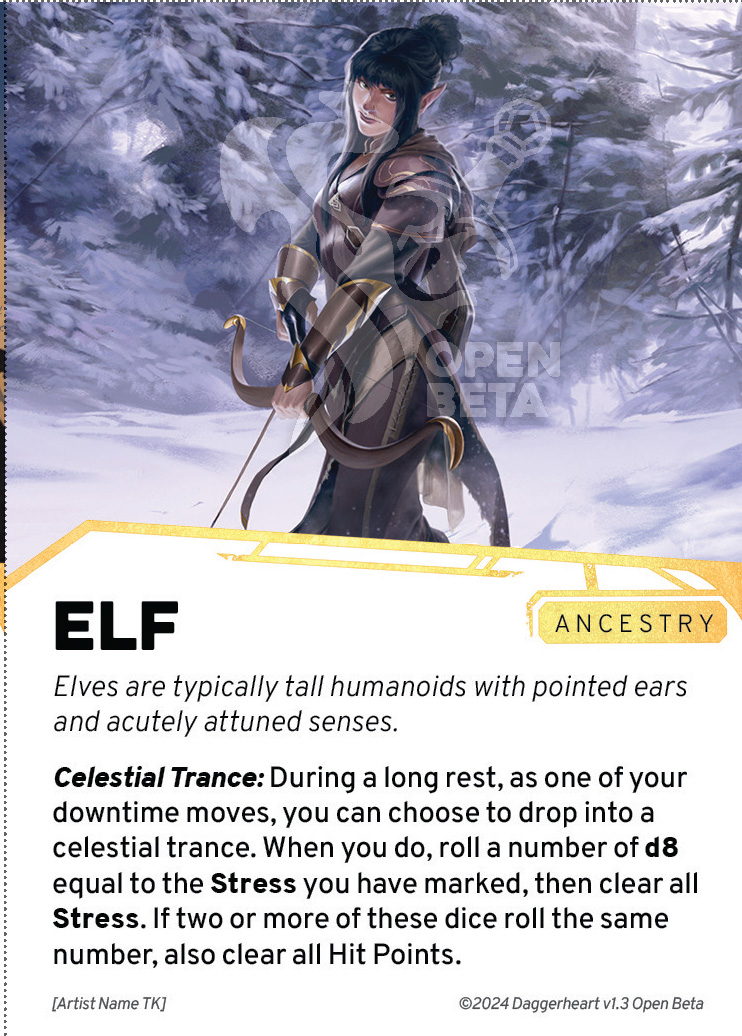 OPEN
BETA
ELF
ANCESTRY
Elves are typically tall humanoids with pointed ears
and acutely attuned senses.
Celestial Trance: During a long rest, as one of your
downtime moves, you can choose to drop into a
celestial trance. When you do, roll a number of d8
equal to the Stress you have marked, then clear all
Stress. If two or more of these dice roll the same
number, also clear all Hit Points.
[Artist Name TK]
©2024 Daggerheart v1.3 Open Beta